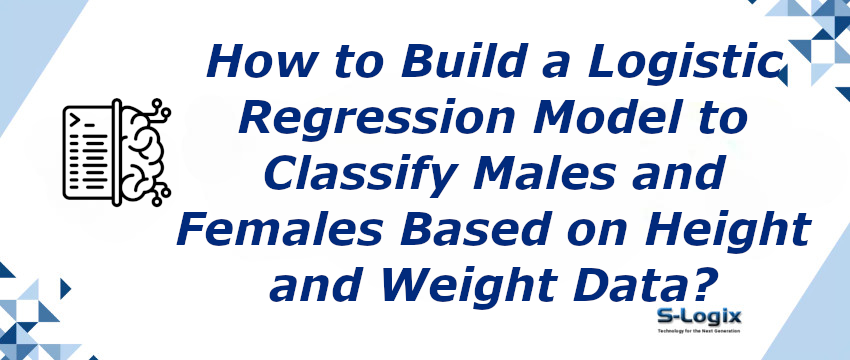 How to Build a Logistic
Regression Model to
Classify Males and
Females Based on Height
and Weight Data?
S-Logix
Technology for the Next Generation